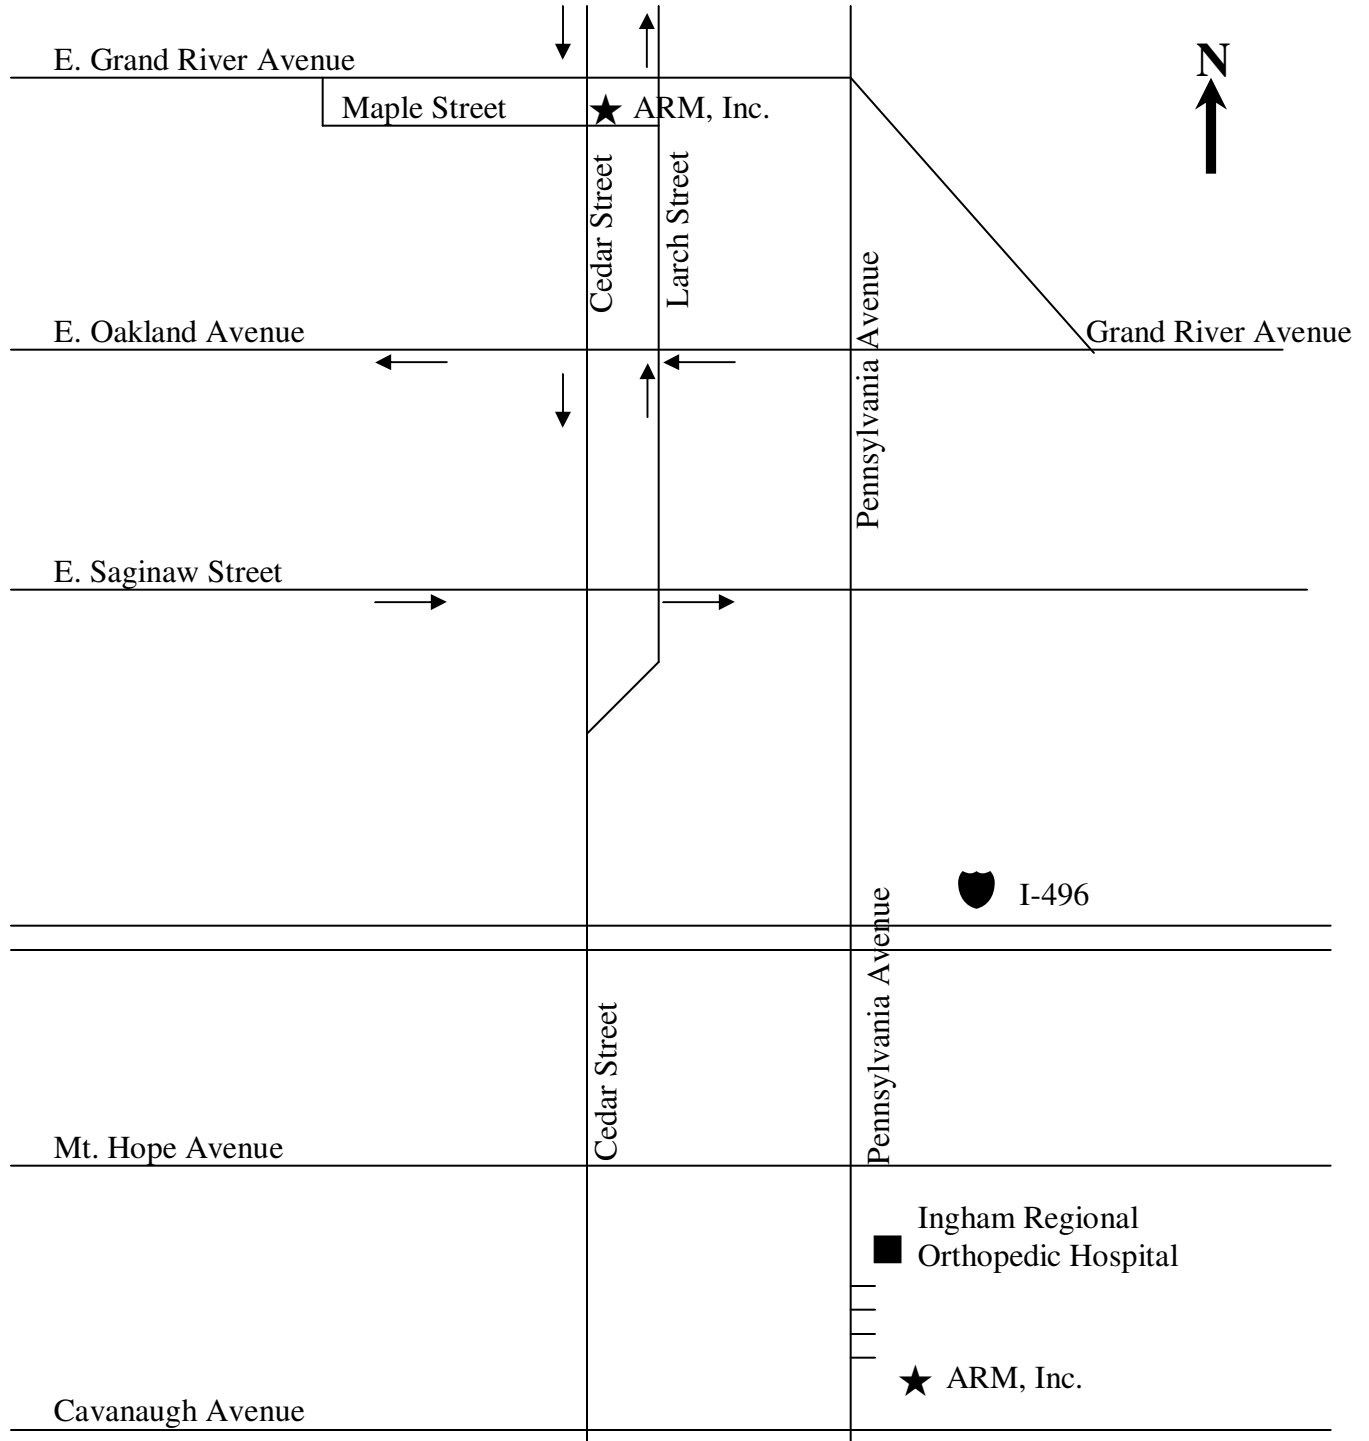 N
E. Grand River Avenue
Maple Street
ARM, Inc.
Cedar Street
Larch Street
Pennsylvania Avenue
E. Oakland Avenue
Grand River Avenue
E. Saginaw Street
I-496
Pennsylvania Avenue
Cedar Street
Mt. Hope Avenue
Ingham Regional
Orthopedic Hospital
ARM, Inc.
Cavanaugh Avenue